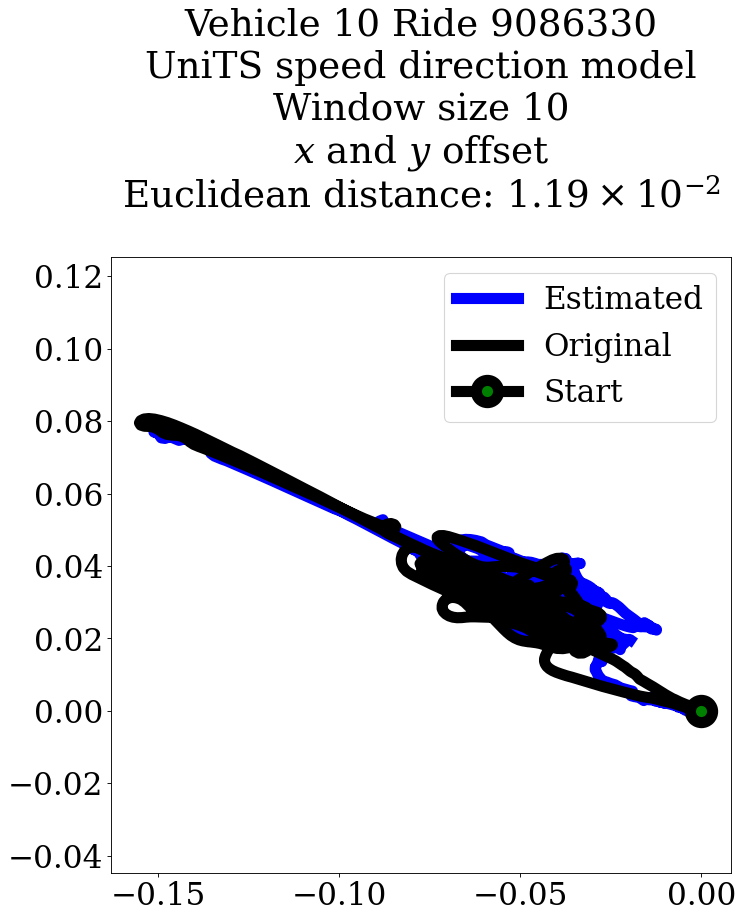 Vehicle 10 Ride 9086330
UniTS speed direction model
Window size 10
x and y offset
Euclidean distance: 1.19 × 10⁻²
Estimated
Original
Start
0.12
0.10
0.08
0.06
0.04
0.02
0.00
−0.02
−0.04
−0.15 −0.10 −0.05 0.00